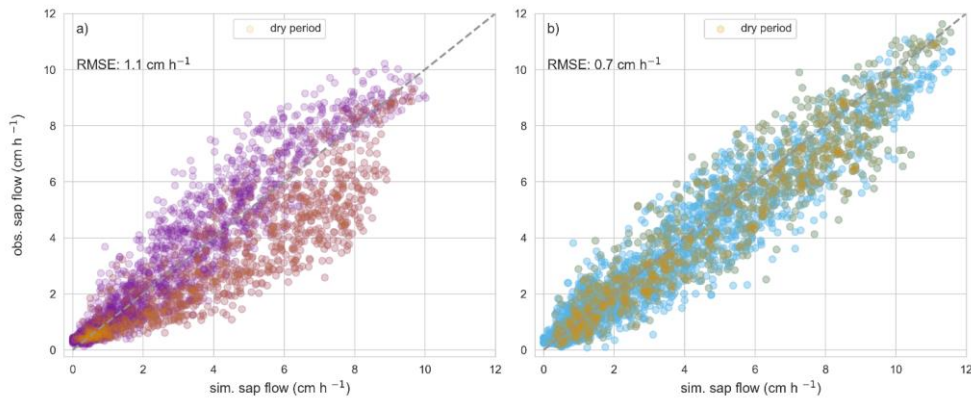 a)
dry period
RMSE: 1.1 cm h⁻¹
obs. sap flow (cm h ⁻¹)
12
10
8
6
4
2
0
0 2 4 6 8 10 12
sim. sap flow (cm h ⁻¹)
b)
dry period
RMSE: 0.7 cm h⁻¹
12
10
8
6
4
2
0
0 2 4 6 8 10 12
sim. sap flow (cm h ⁻¹)